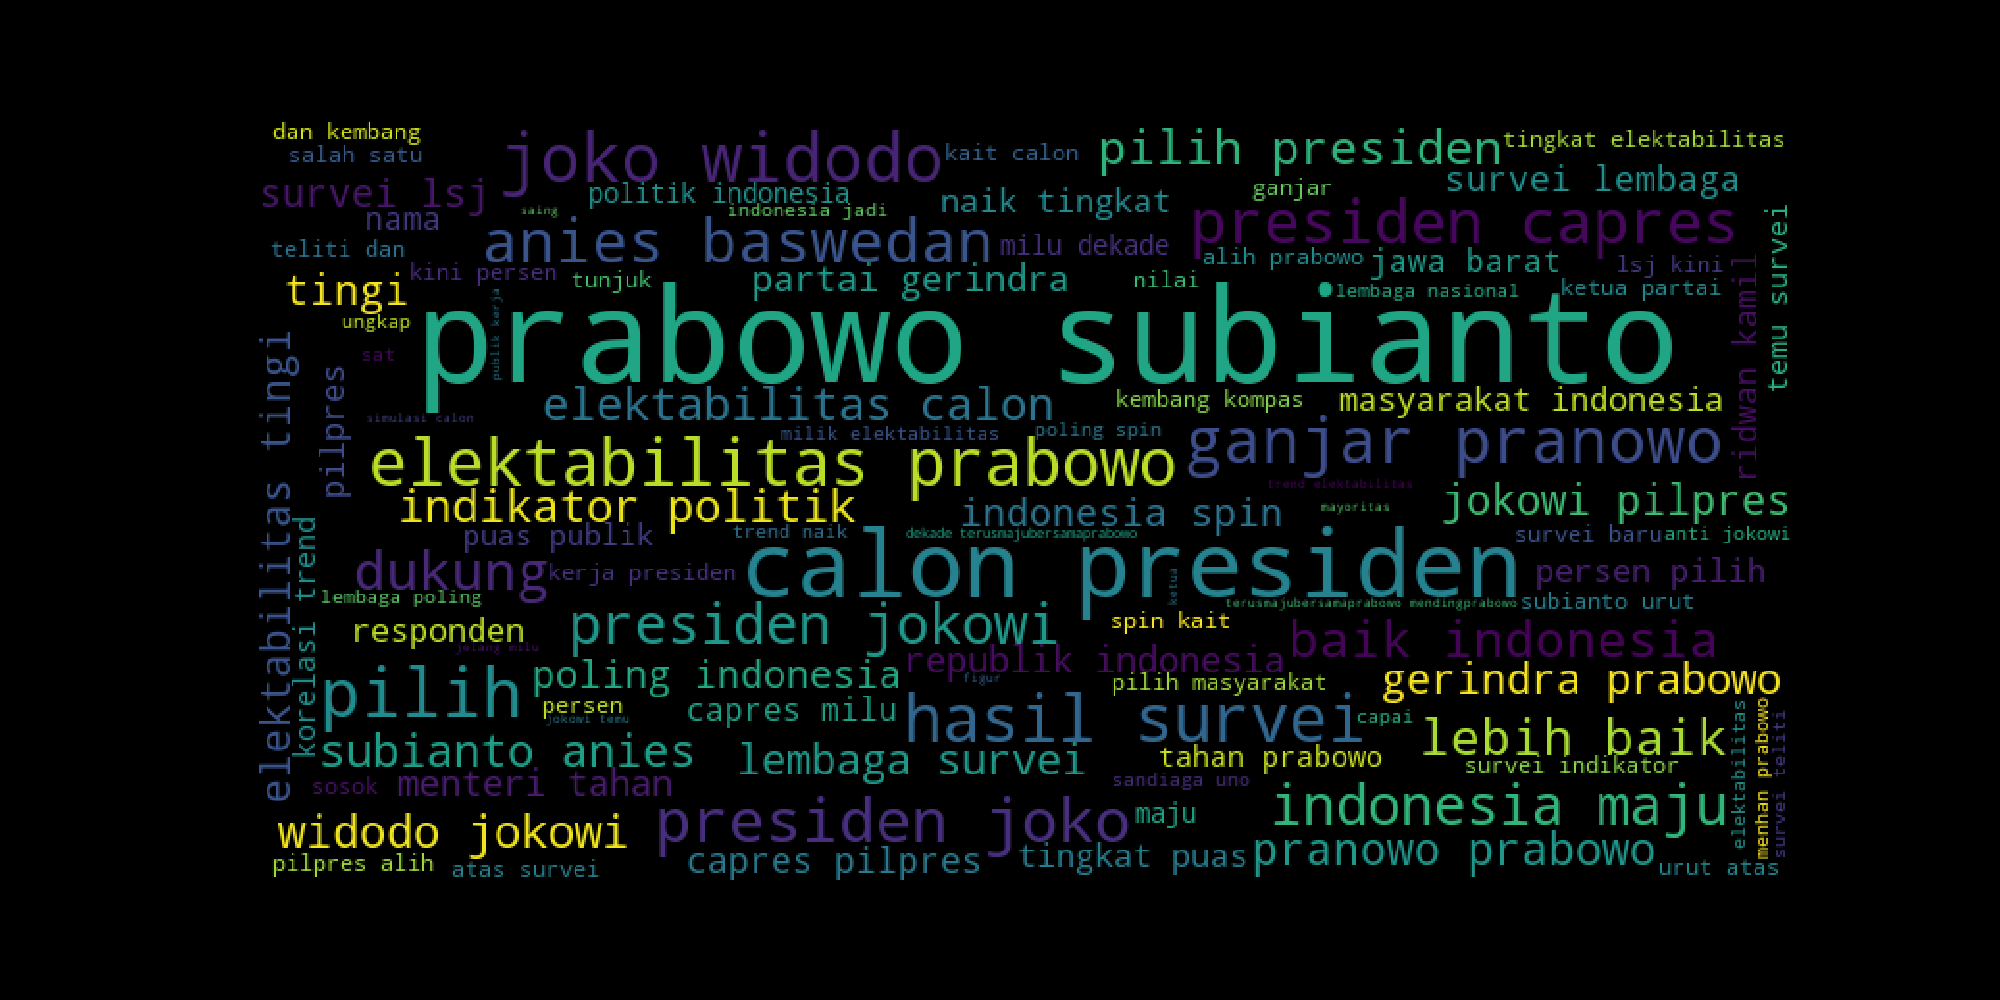 dan kembang
salah satu
joko widodo
kait calon
pilih presiden
tingkat elektabilitas
survei lsj
politik indonesia
naik tingkat
ganjar
survei lembaga
nama
saing
indonesia jadi
presiden capres
temu survei
teliti dan
anies baswedan
milu dekade
alih prabowo
jawa barat
lsj kini
kini persen
tingi
tunjuk
partai gerindra
nilai
lembaga nasional
ketua partai
ridwan kamil
ungkap
publik kerja
prabowo subianto
sat
elektabilitas tingi
pilpres
simulasi calon
elektabilitas calon
kembang kompas
masyarakat indonesia
milik elektabilitas
poling spin
ganjar pranowo
elektabilitas prabowo
trend elektabilitas
indikator politik
indonesia spin
mayoritas
jokowi pilpres
korelasi trend
puas publik
trend naik
dekade terusmajubersamaprabowo
survei baru
anti jokowi
dukung
kerja presiden
calon presiden
ketua
persen pilih
lembaga poling
terusmajubersamaprabowo mendingprabowo
subianto urut
responden
presiden jokowi
spin kait
baik indonesia
jelang milu
republik indonesia
pilih
poling indonesia
figur
pilih masyarakat
gerindra prabowo
persen
jokowi temu
capres milu
hasil survei
capai
lebih baik
elektabilitas
menhan prabowo
survei teliti
subianto anies
lembaga survei
tahan prabowo
survei indikator
sosok
menteri tahan
sandiaga uno
widodo jokowi
presiden joko
maju
indonesia maju
pilpres alih
atas survei
capres pilpres
tingkat puas
pranowo prabowo
urut atas